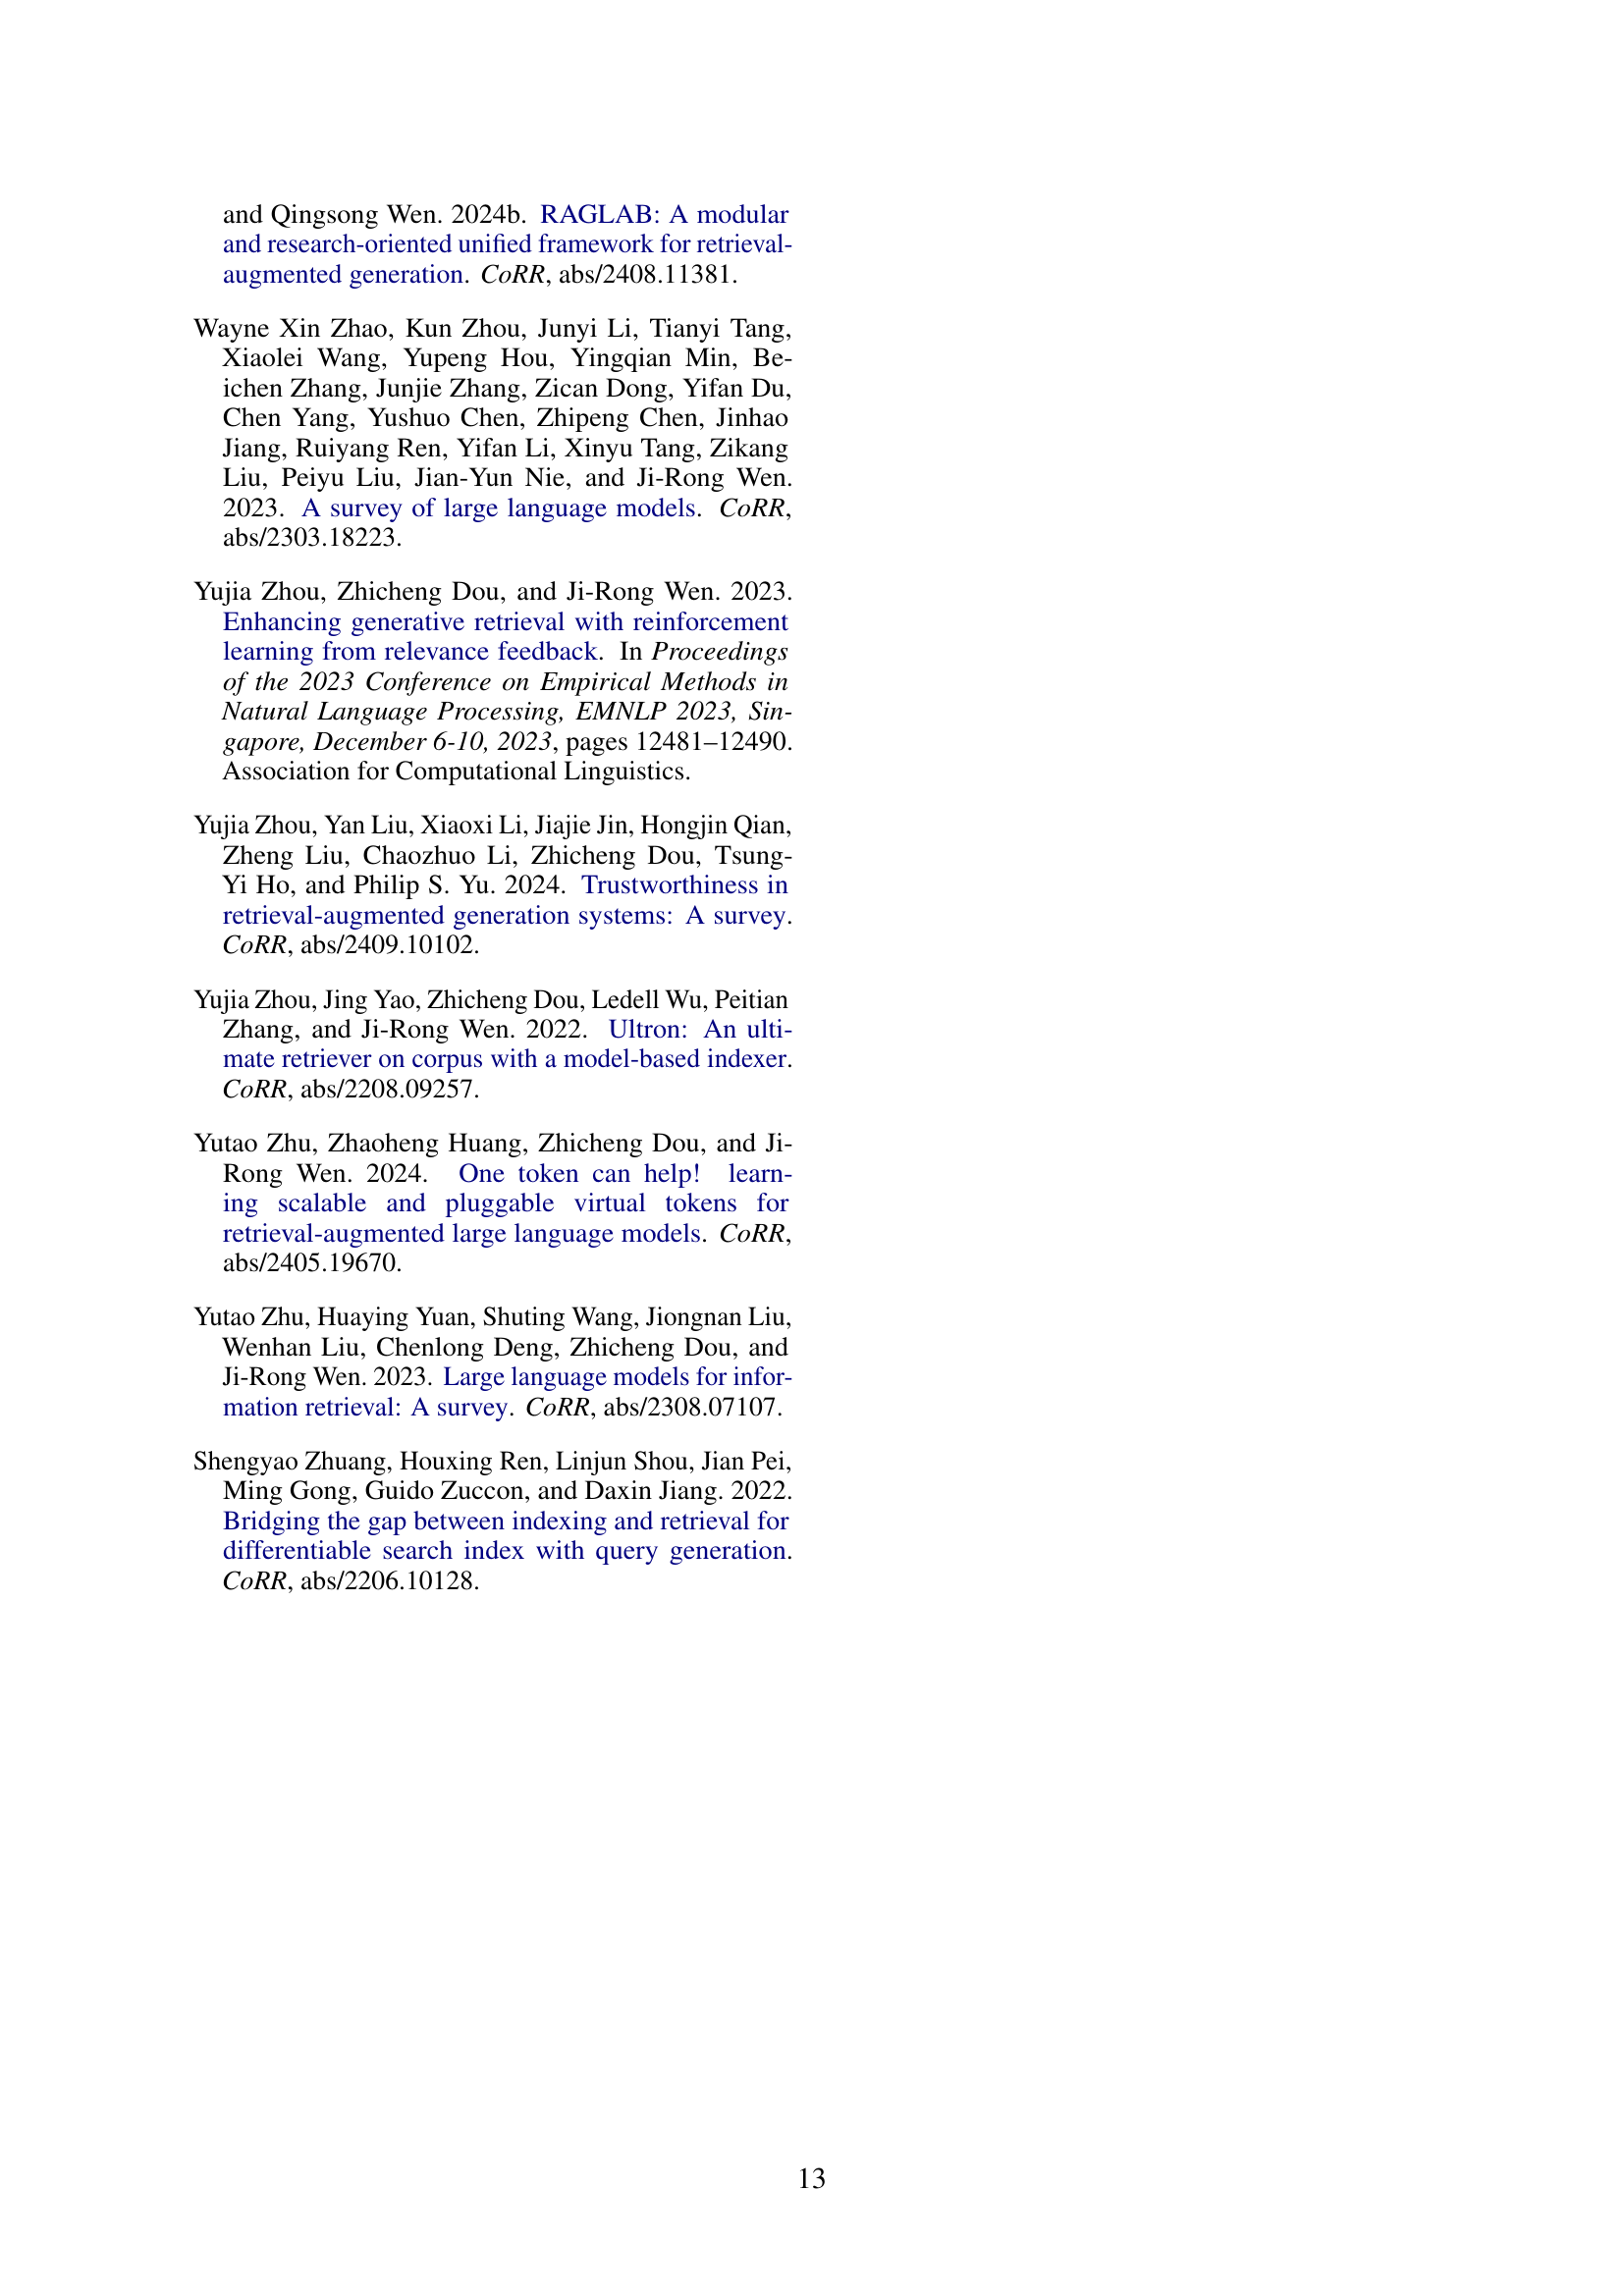 and Qingsong Wen. 2024b. RAGLAB: A modular
and research-oriented unified framework for retrieval-
augmented generation. CoRR, abs/2408.11381.
Wayne Xin Zhao, Kun Zhou, Junyi Li, Tianyi Tang,
Xiaolei Wang, Yupeng Hou, Yingqian Min, Be-
ichen Zhang, Junjie Zhang, Zican Dong, Yifan Du,
Chen Yang, Yushuo Chen, Zhipeng Chen, Jinhao
Jiang, Ruiyang Ren, Yifan Li, Xinyu Tang, Zikang
Liu, Peiyu Liu, Jian-Yun Nie, and Ji-Rong Wen.
2023. A survey of large language models. CoRR,
abs/2303.18223.
Yujia Zhou, Zhicheng Dou, and Ji-Rong Wen. 2023.
Enhancing generative retrieval with reinforcement
learning from relevance feedback. In Proceedings
of the 2023 Conference on Empirical Methods in
Natural Language Processing, EMNLP 2023, Sin-
gapore, December 6-10, 2023, pages 12481–12490.
Association for Computational Linguistics.
Yujia Zhou, Yan Liu, Xiaoxi Li, Jiajie Jin, Hongjin Qian,
Zheng Liu, Chaozhuo Li, Zhicheng Dou, Tsung-
Yi Ho, and Philip S. Yu. 2024. Trustworthiness in
retrieval-augmented generation systems: A survey.
CoRR, abs/2409.10102.
Yujia Zhou, Jing Yao, Zhicheng Dou, Ledell Wu, Peitian
Zhang, and Ji-Rong Wen. 2022. Ultron: An ulti-
mate retriever on corpus with a model-based indexer.
CoRR, abs/2208.09257.
Yutao Zhu, Zhaoheng Huang, Zhicheng Dou, and Ji-
Rong Wen. 2024. One token can help! learn-
ing scalable and pluggable virtual tokens for
retrieval-augmented large language models. CoRR,
abs/2405.19670.
Yutao Zhu, Huaying Yuan, Shuting Wang, Jiongnan Liu,
Wenhan Liu, Chenlong Deng, Zhicheng Dou, and
Ji-Rong Wen. 2023. Large language models for infor-
mation retrieval: A survey. CoRR, abs/2308.07107.
Shengyao Zhuang, Houxing Ren, Linjun Shou, Jian Pei,
Ming Gong, Guido Zuccon, and Daxin Jiang. 2022.
Bridging the gap between indexing and retrieval for
differentiable search index with query generation.
CoRR, abs/2206.10128.
13